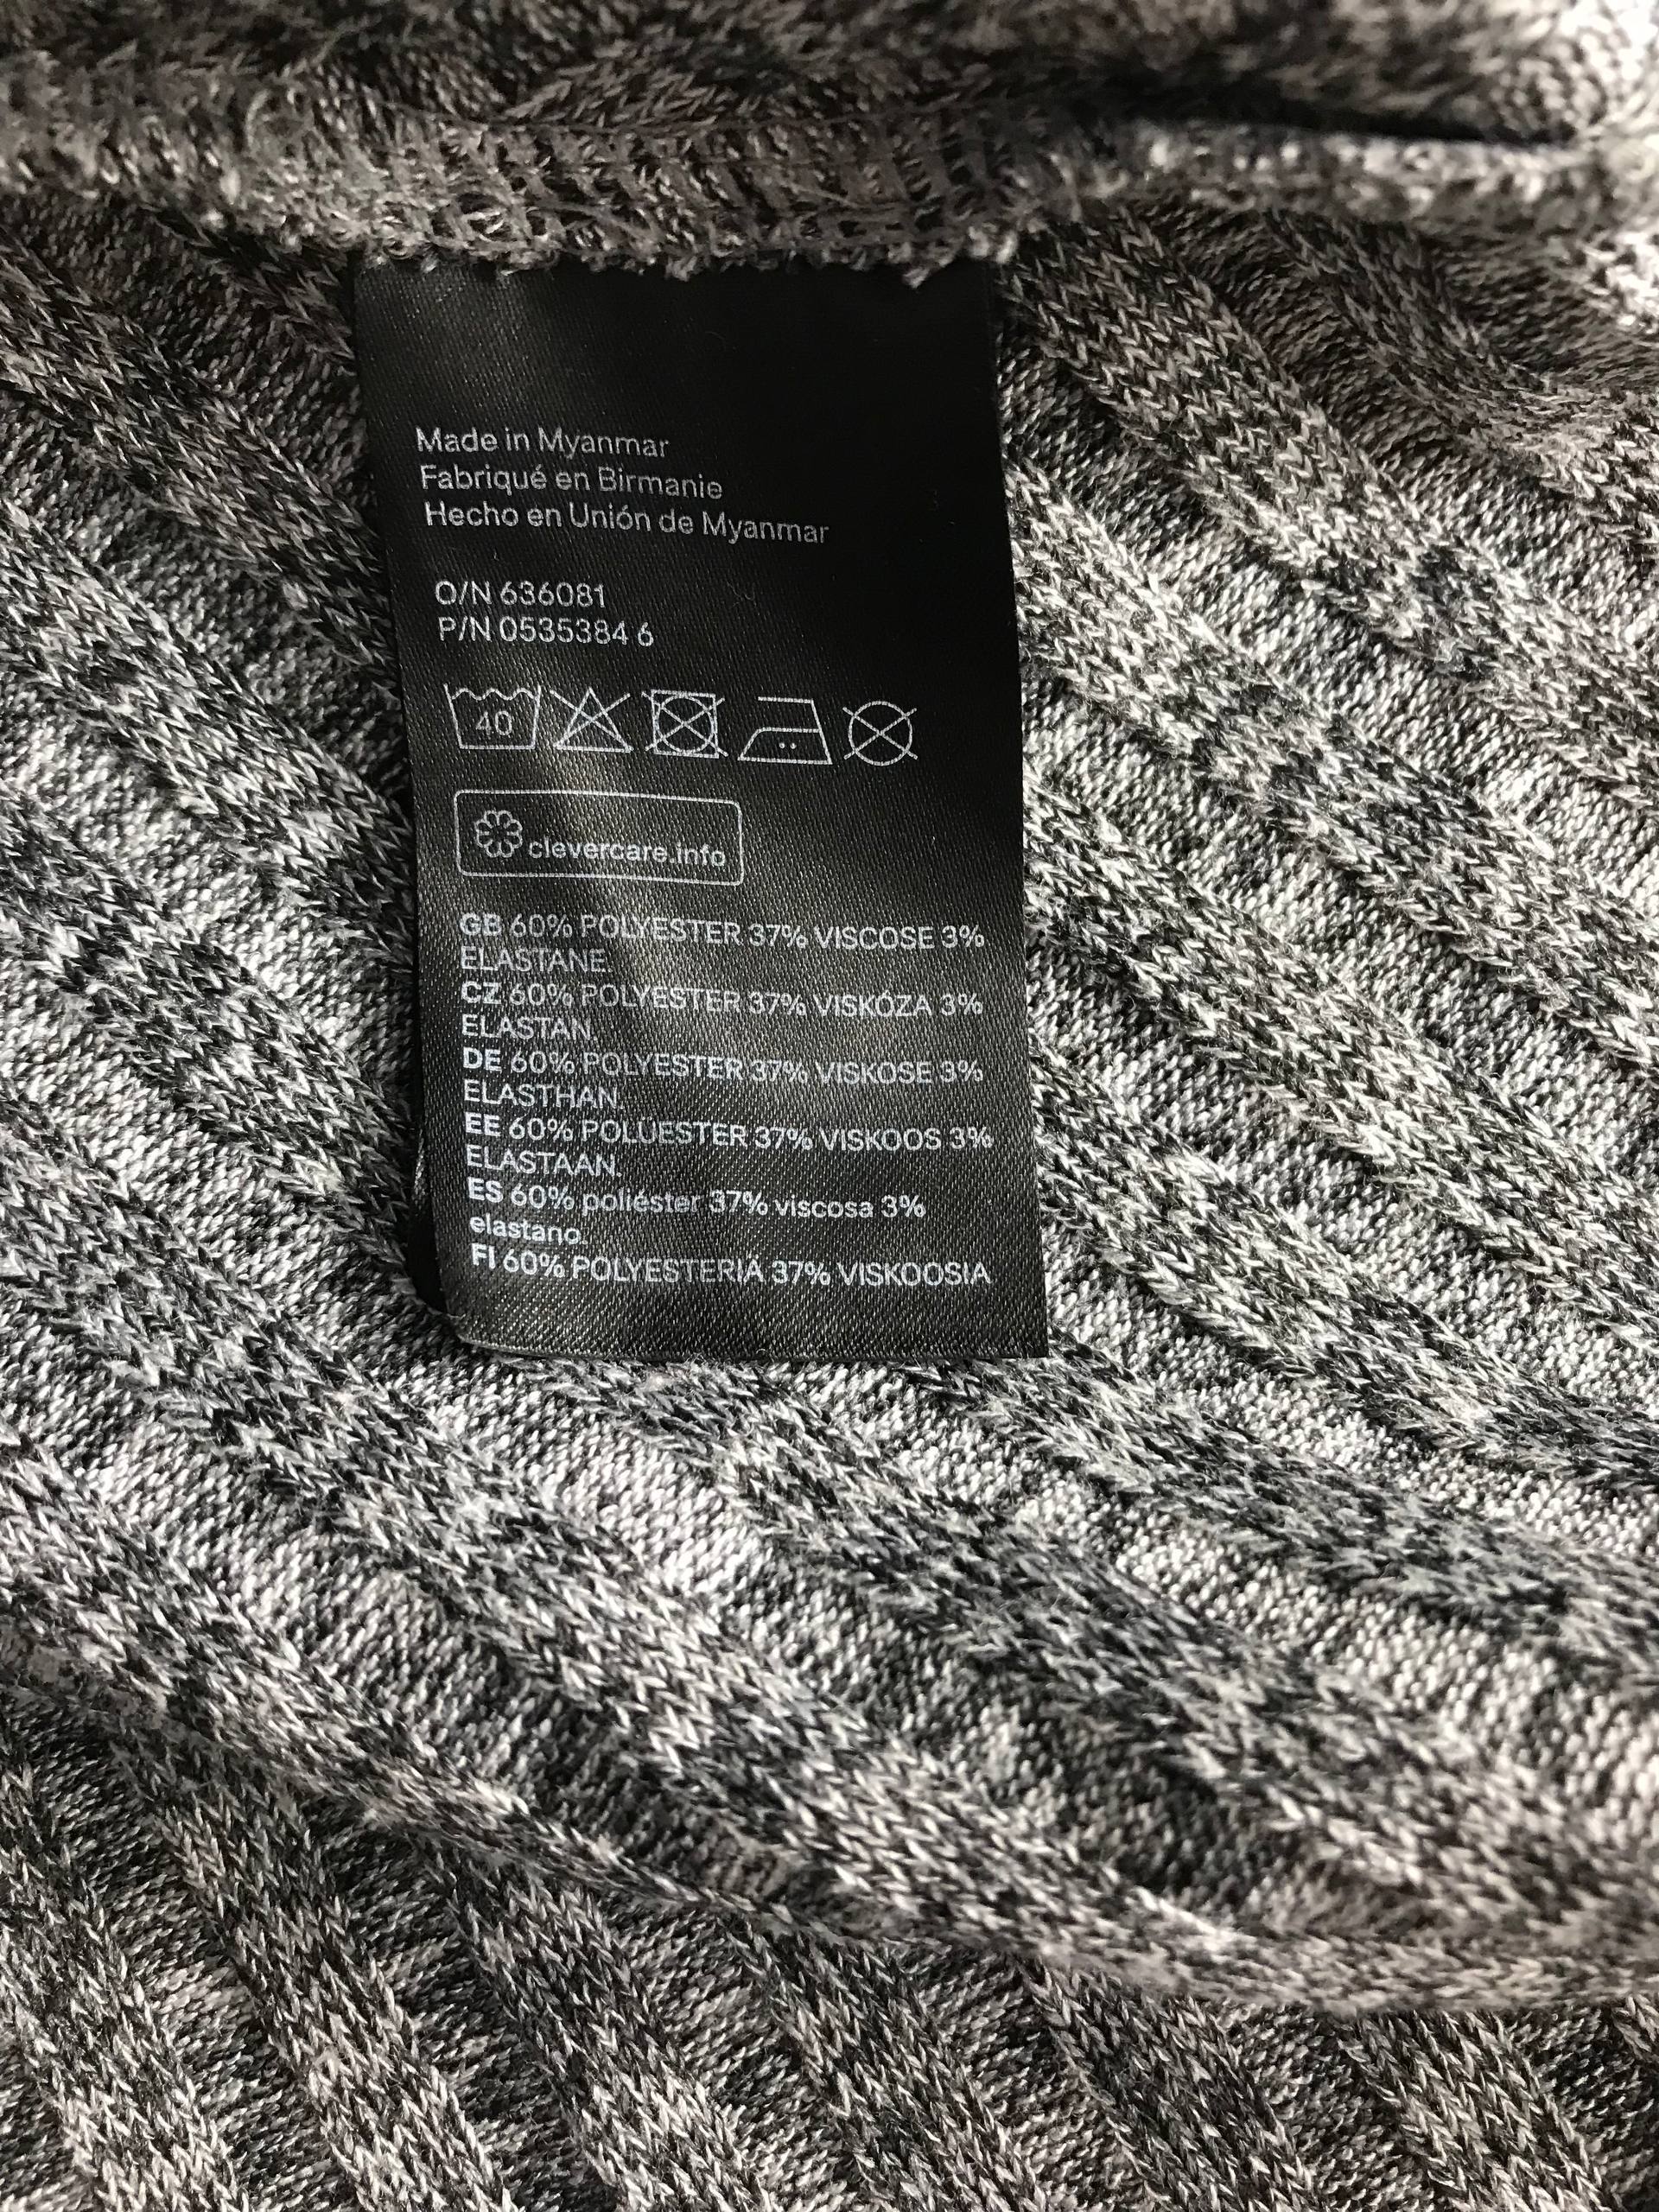 Made in Myanmar
Fabriqué en Birmanie
Hecho en Unión de Myanmar
O/N 636081
P/N 0535384 6
40
clevercare.info
GB 60% POLYESTER 37% VISCOSE 3%
ELASTANE.
CZ 60% POLYESTER 37% VISKÓZA 3%
ELASTAN.
DE 60% POLYESTER 37% VISKOSE 3%
ELASTHAN.
EE 60% POLÜESTER 37% VISKOOS 3%
ELASTAAN.
ES 60% poliéster 37% viscosa 3%
elastano.
FI 60% POLYESTERIÄ 37% VISKOOSIA